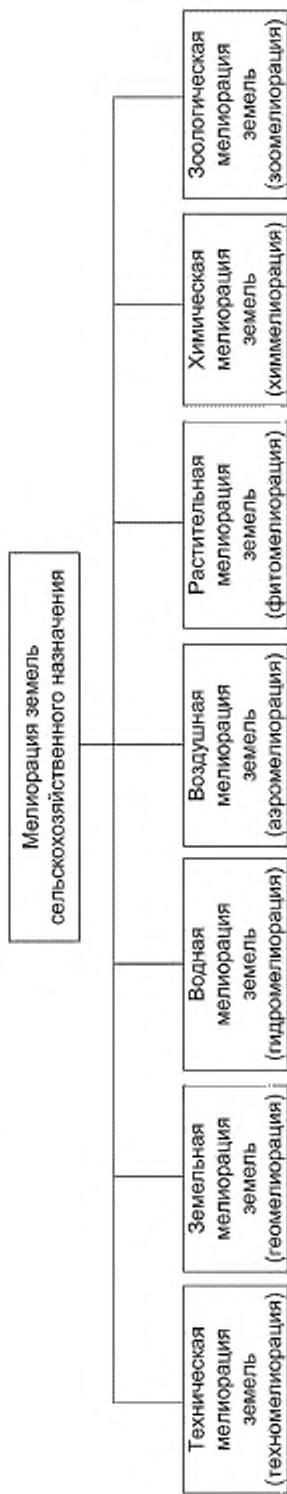 Мелиорация земель
сельскохозяйственного назначения
Техническая
мелиорация
земель
(техномелиорация)
Земельная
мелиорация
земель
(геомелиорация)
Водная
мелиорация
земель
(гидромелиорация)
Воздушная
мелиорация
земель
(аэромелиорация)
Растительная
мелиорация
земель
(фитомелиорация)
Химическая
мелиорация
земель
(химмелиорация)
Зоологическая
мелиорация
земель
(зоомелиорация)